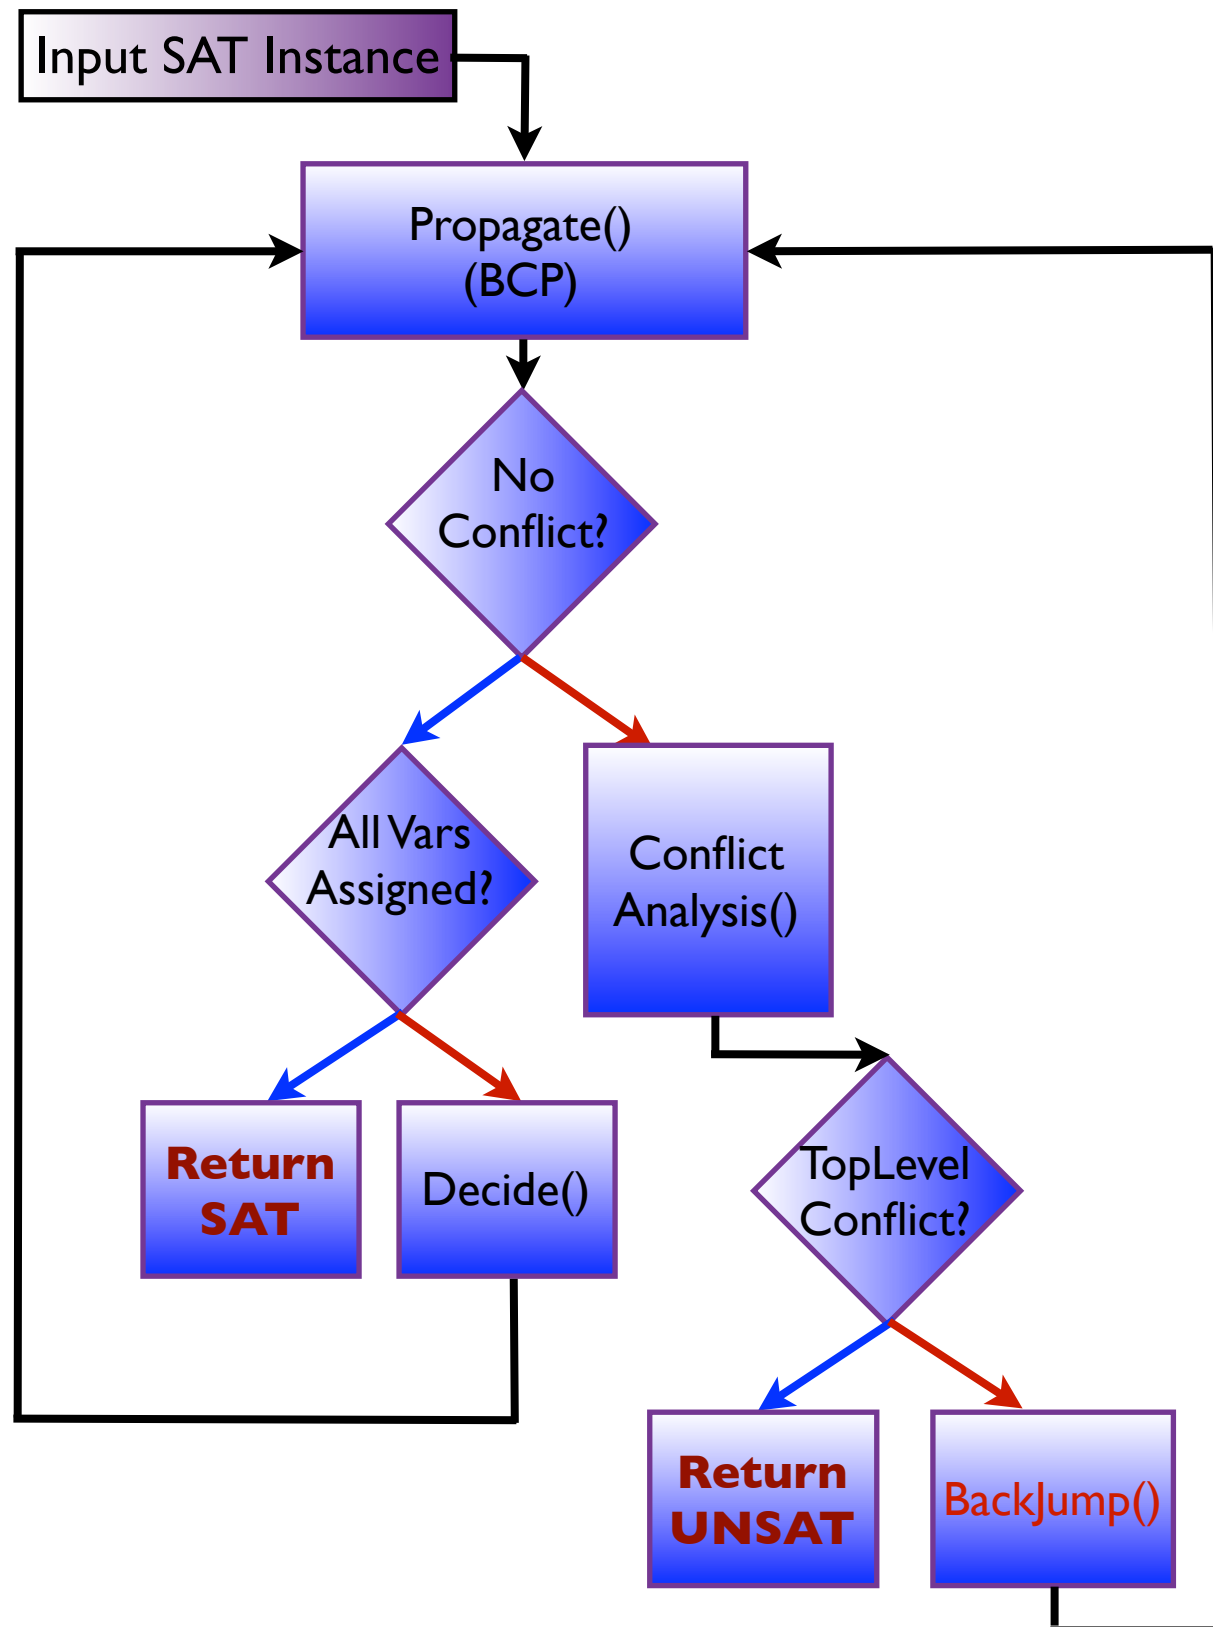 Input SAT Instance
Propagate()
(BCP)
No
Conflict?
All Vars
Assigned?
Conflict
Analysis()
Return
SAT
Decide()
TopLevel
Conflict?
Return
UNSAT
BackJump()